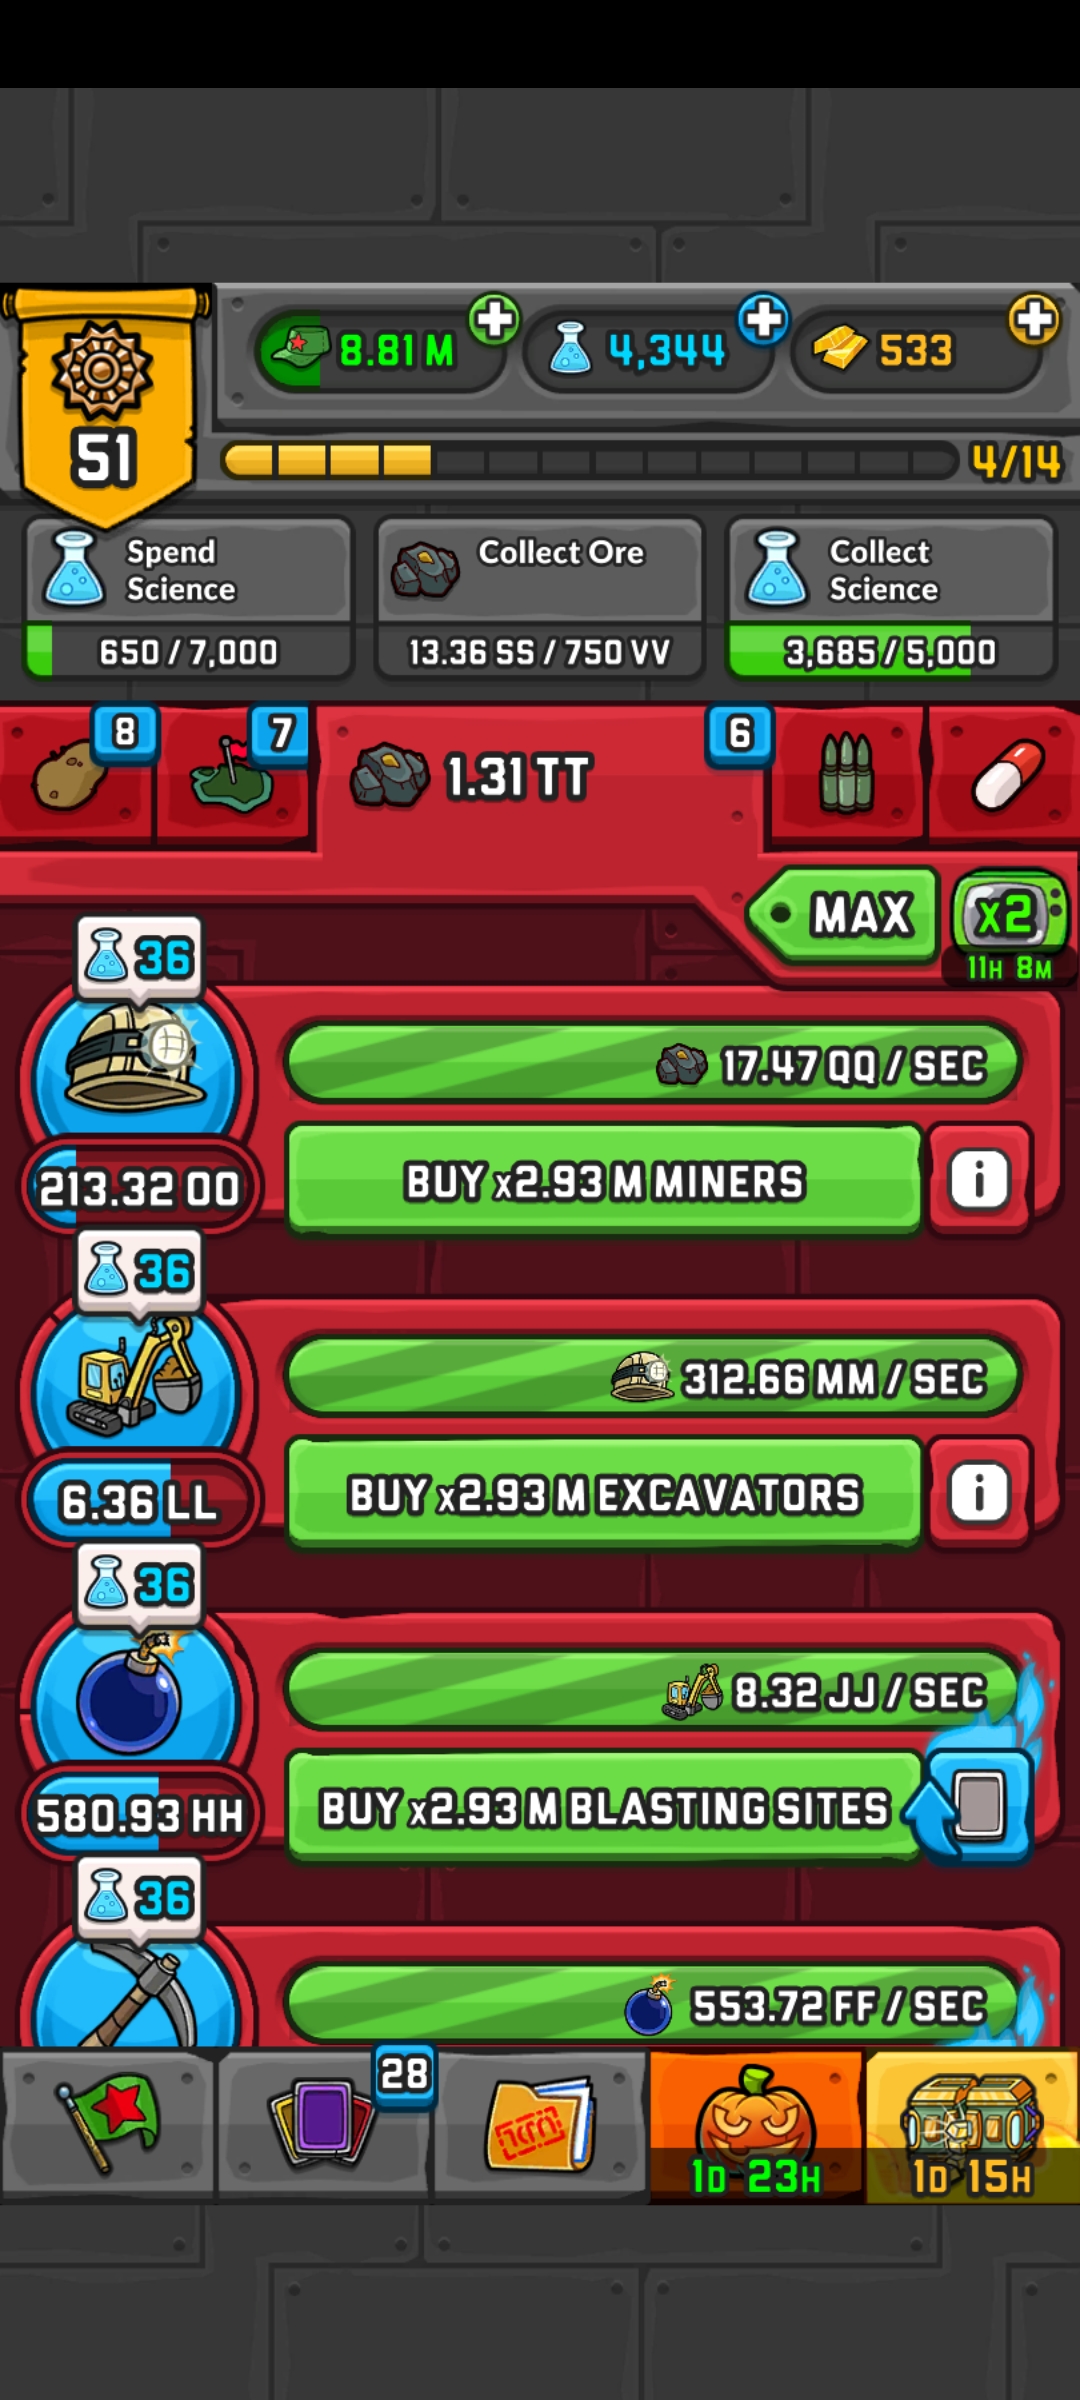 51
8.81 M
4,344
533
4/14
Spend
Science
650 / 7,000
Collect Ore
13.36 SS / 750 VV
Collect
Science
3,685 / 5,000
8
7
1.31 TT
6
MAX
x2
11H 8M
36
17.47 QQ / SEC
213.32 OO
BUY x2.93 M MINERS
i
36
312.66 MM / SEC
6.36 LL
BUY x2.93 M EXCAVATORS
i
36
8.32 JJ / SEC
580.93 HH
BUY x2.93 M BLASTING SITES
36
553.72 FF / SEC
28
1D 23H
1D 15H